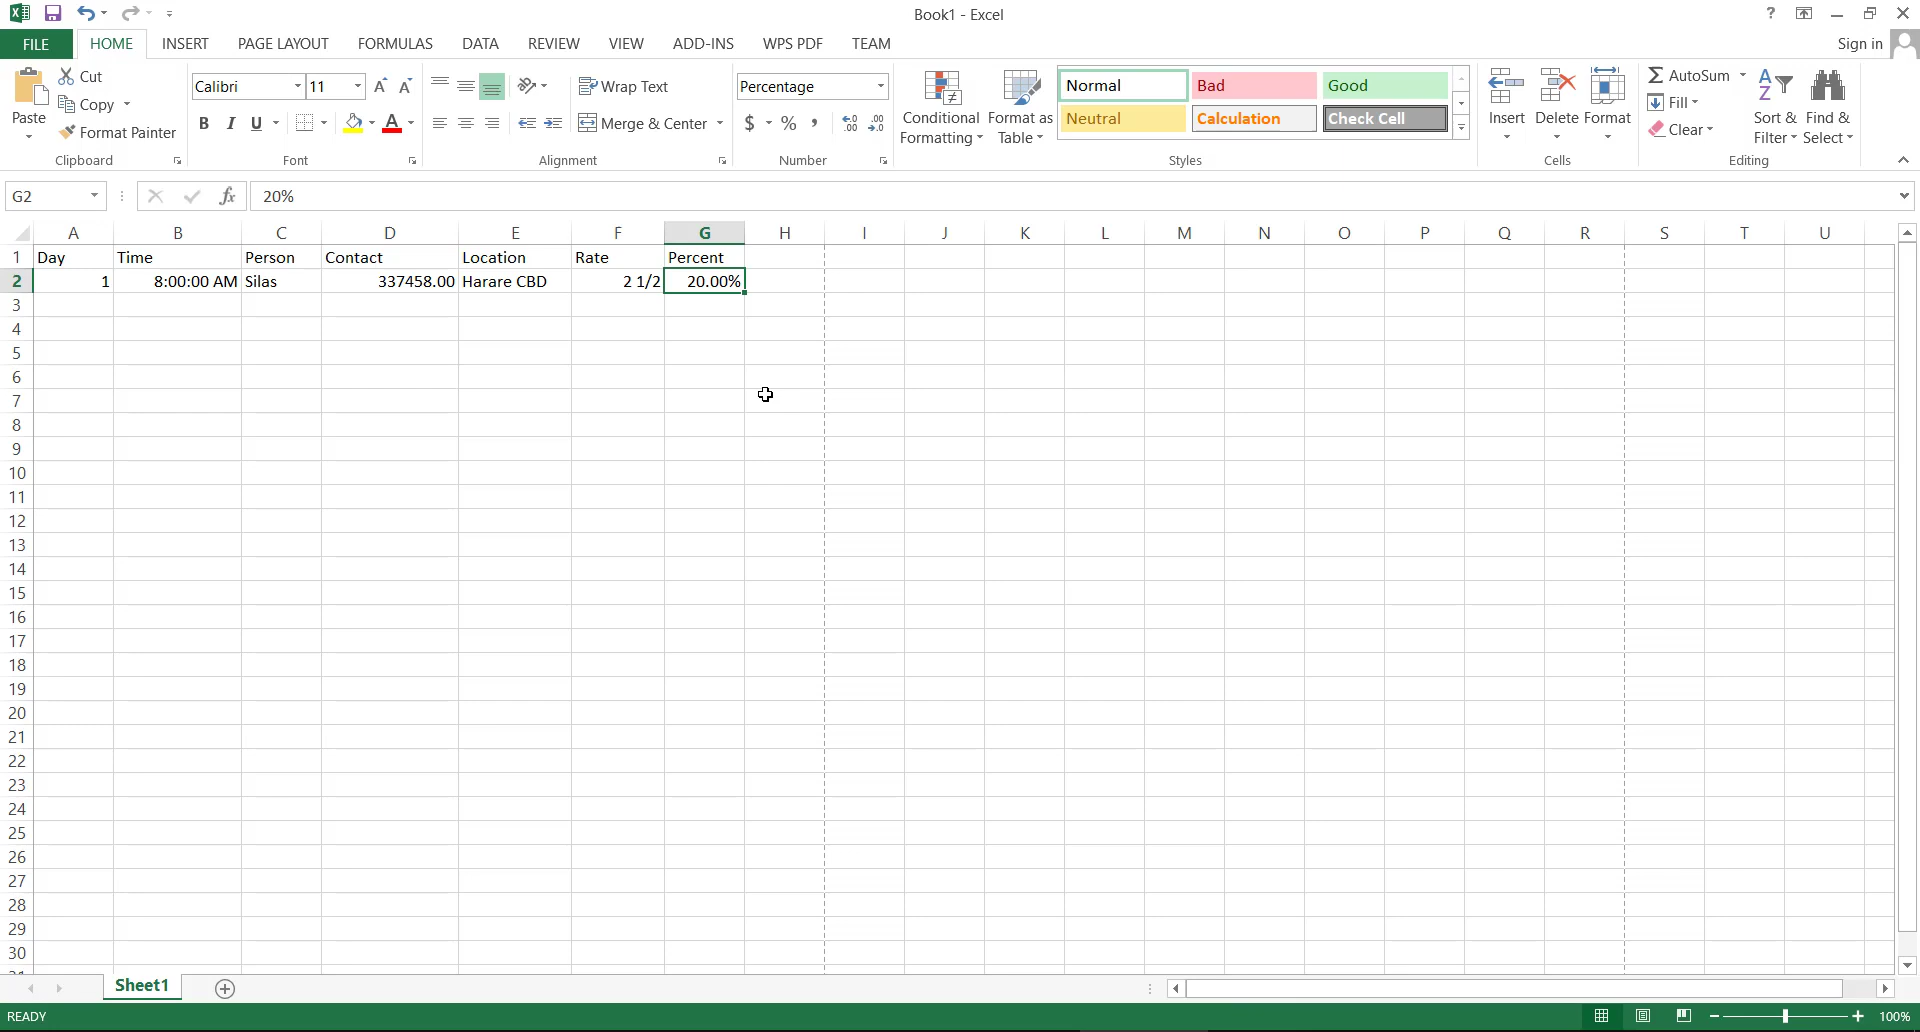 Book1 - Excel
?
FILE HOME INSERT PAGE LAYOUT FORMULAS DATA REVIEW VIEW ADD-INS WPS PDF TEAM Sign in
Paste
Cut
Copy
Format Painter
Clipboard
Calibri 11
B I U
Font
Wrap Text
Merge & Center
Alignment
Percentage
$ % ,
Number
Conditional Formatting
Format as Table
Normal Bad Good
Neutral Calculation Check Cell
Styles
Insert Delete Format
Cells
AutoSum
Fill
Clear
Sort & Filter
Find & Select
Editing
G2 fx 20%
A B C D E F G H I J K L M N O P Q R S T U
1 Day Time Person Contact Location Rate Percent
2 1 8:00:00 AM Silas 337458.00 Harare CBD 2 1/2 20.00%
3
4
5
6
7
8
9
10
11
12
13
14
15
16
17
18
19
20
21
22
23
24
25
26
27
28
29
30
Sheet1
READY 100%